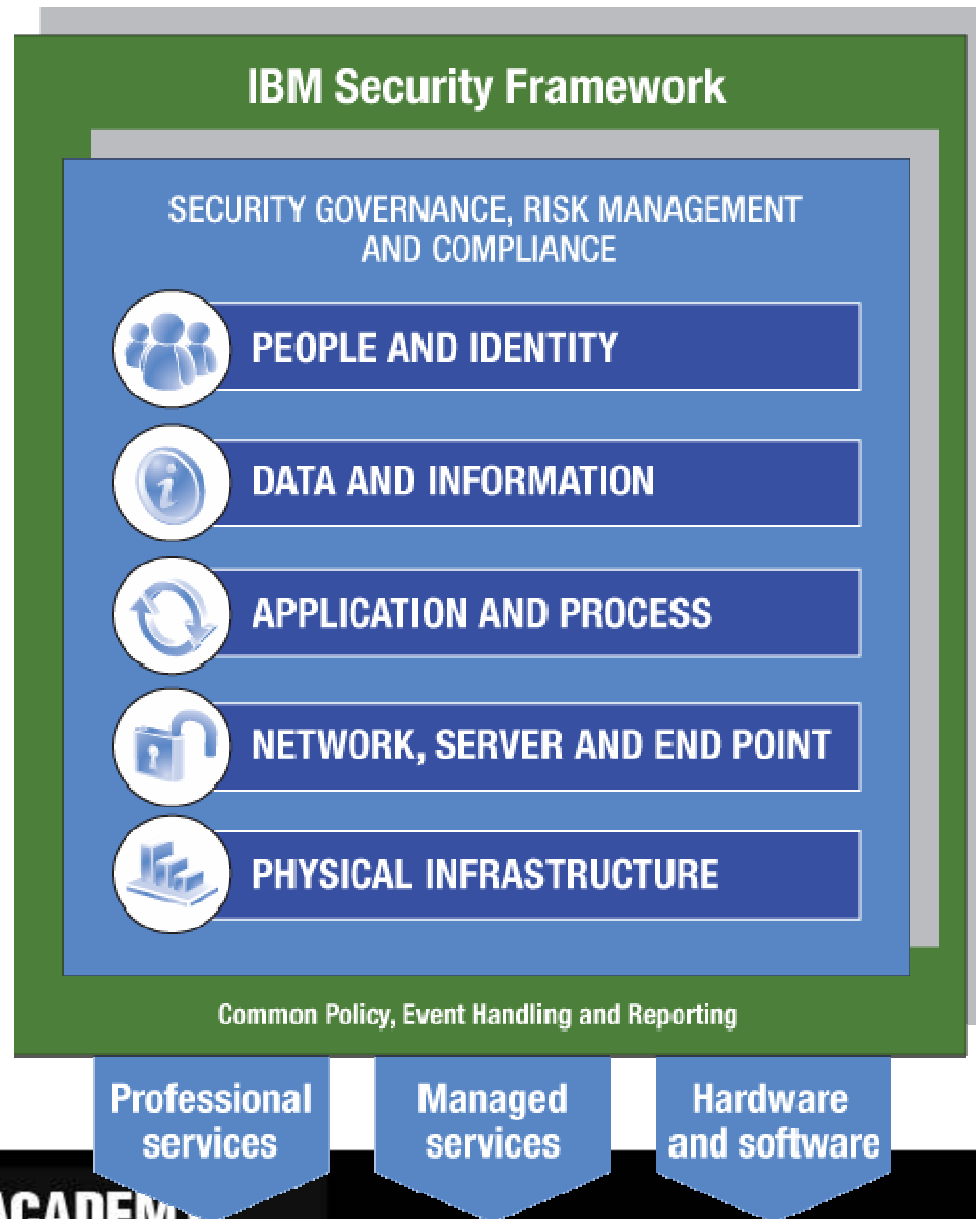 IBM Security Framework
SECURITY GOVERNANCE, RISK MANAGEMENT
AND COMPLIANCE
PEOPLE AND IDENTITY
i
DATA AND INFORMATION
APPLICATION AND PROCESS
NETWORK, SERVER AND END POINT
PHYSICAL INFRASTRUCTURE
Common Policy, Event Handling and Reporting
Professional
services
Managed
services
Hardware
and software